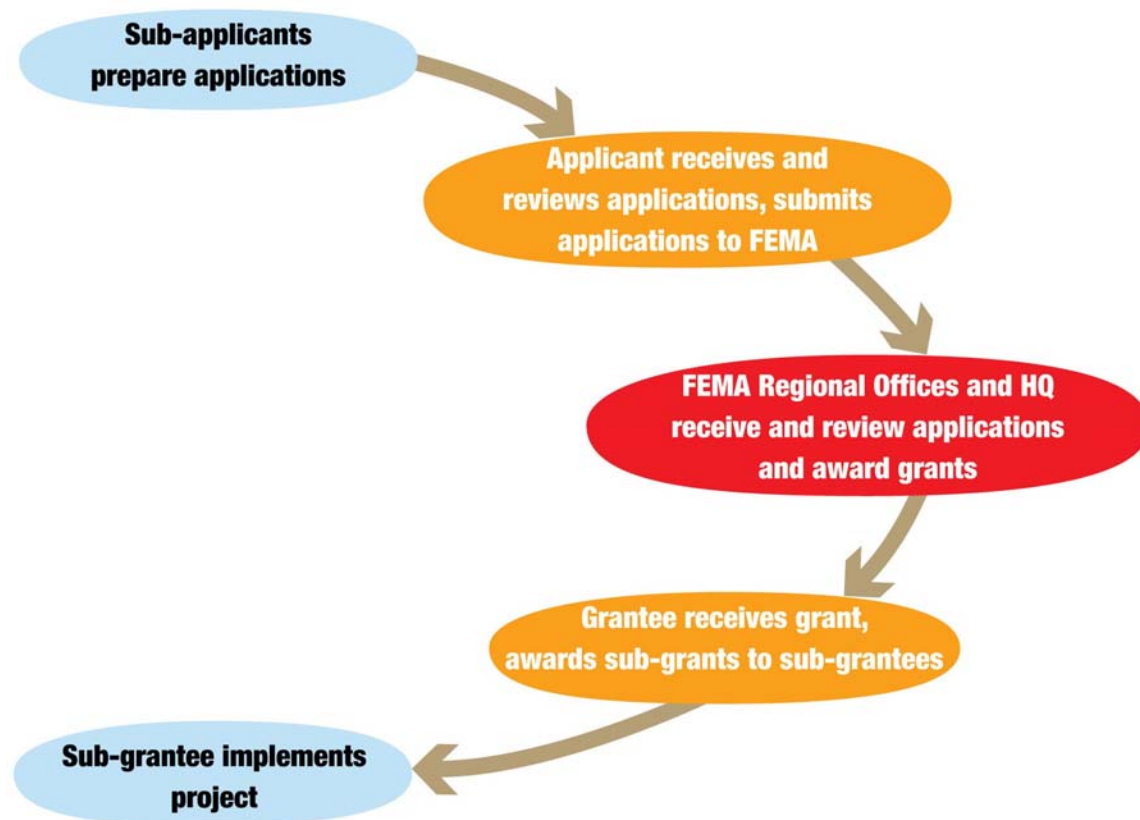 Sub-applicants
prepare applications
Applicant receives and
reviews applications, submits
applications to FEMA
FEMA Regional Offices and HQ
receive and review applications
and award grants
Grantee receives grant,
awards sub-grants to sub-grantees
Sub-grantee implements
project